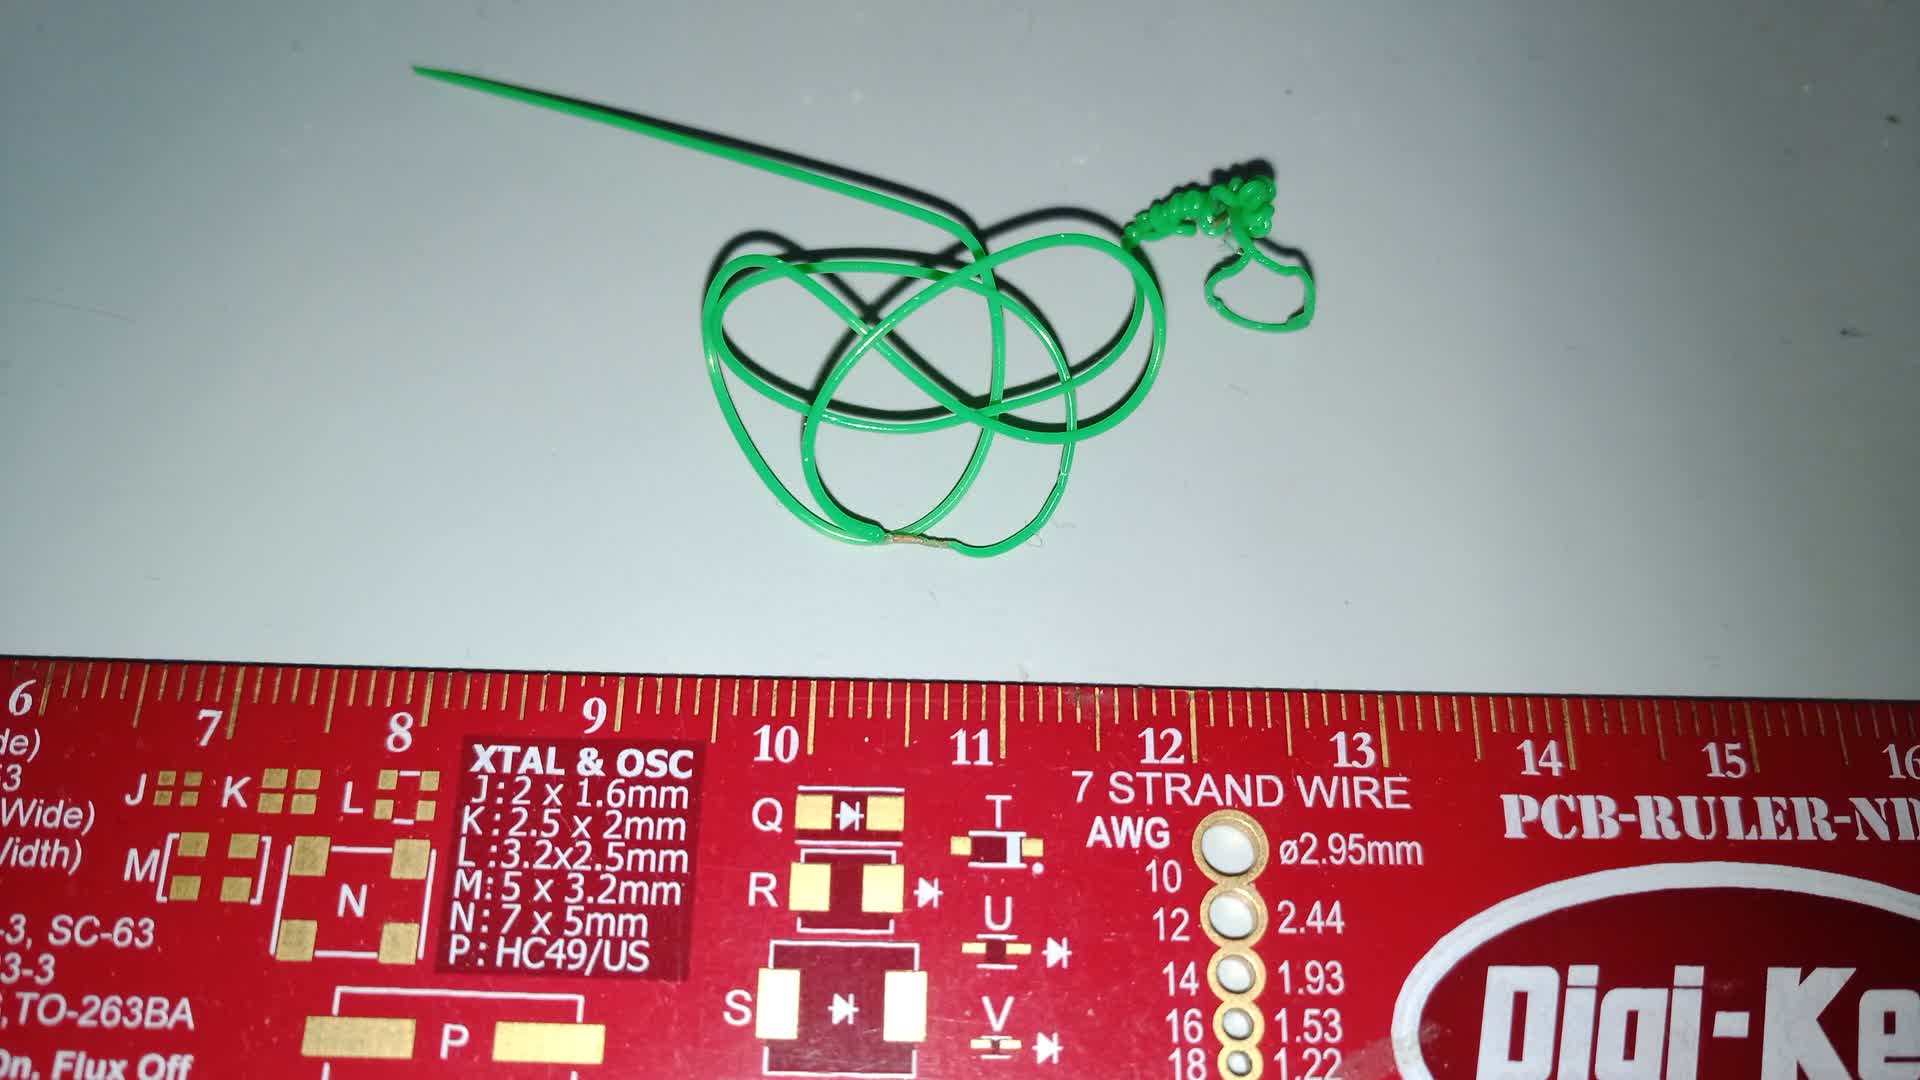 6 7 8 9 10 11 12 13 14 15 16
de)
J K L
Wide)
M N
XTAL & OSC
J:2 x 1.6mm
K:2.5 x 2mm
L:3.2x2.5mm
M:5 x 3.2mm
N:7 x 5mm
P:HC49/US
-3, SC-63
3-3
TO-263BA
On, Flux Off
P
Q
R
S
T
U
V
7 STRAND WIRE
AWG
10 ø2.95mm
12 2.44
14 1.93
16 1.53
18 1.22
PCB-RULER-ND
Digi-Ke